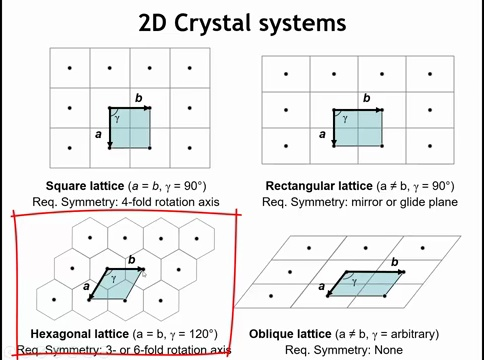 2D Crystal systems
b
γ
a
b
γ
a
Square lattice (a = b, γ = 90°)
Req. Symmetry: 4-fold rotation axis
Rectangular lattice (a ≠ b, γ = 90°)
Req. Symmetry: mirror or glide plane
b
γ
a
b
γ
a
Hexagonal lattice (a = b, γ = 120°)
Req. Symmetry: 3- or 6-fold rotation axis
Oblique lattice (a ≠ b, γ = arbitrary)
Req. Symmetry: None